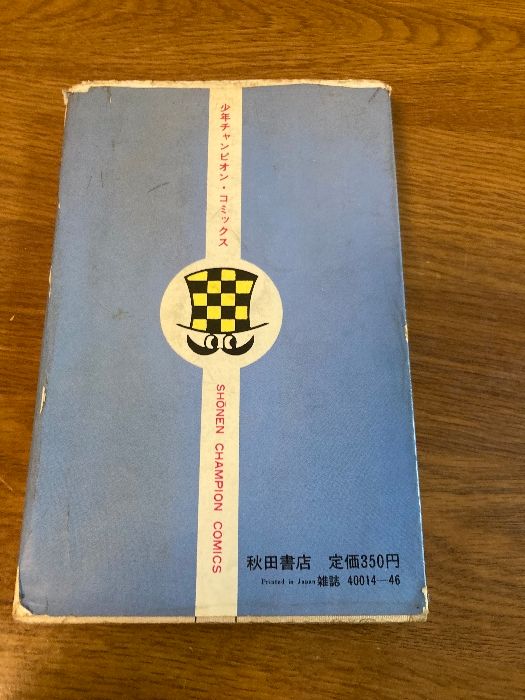 少年チャンピオン・コミックス
SHŌNEN CHAMPION COMICS
秋田書店 定価350円
Printed in Japan 雑誌 40014—46